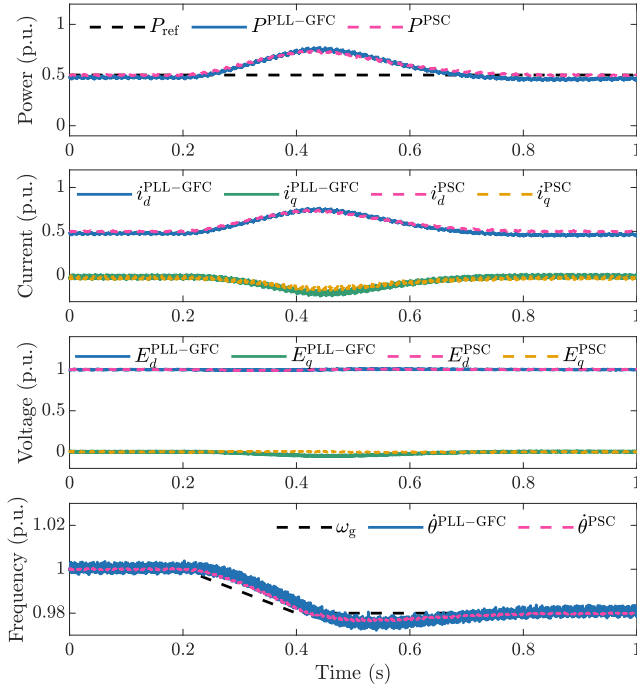 P_ref P^PLL−GFC P^PSC
1
0.5
0
Power (p.u.)
0 0.2 0.4 0.6 0.8 1
i_d^PLL−GFC i_q^PLL−GFC i_d^PSC i_q^PSC
1
0.5
0
Current (p.u.)
0 0.2 0.4 0.6 0.8 1
E_d^PLL−GFC E_q^PLL−GFC E_d^PSC E_q^PSC
1
0.5
0
Voltage (p.u.)
0 0.2 0.4 0.6 0.8 1
ω_g θ̇^PLL−GFC θ̇^PSC
1.02
1
0.98
Frequency (p.u.)
0 0.2 0.4 0.6 0.8 1
Time (s)